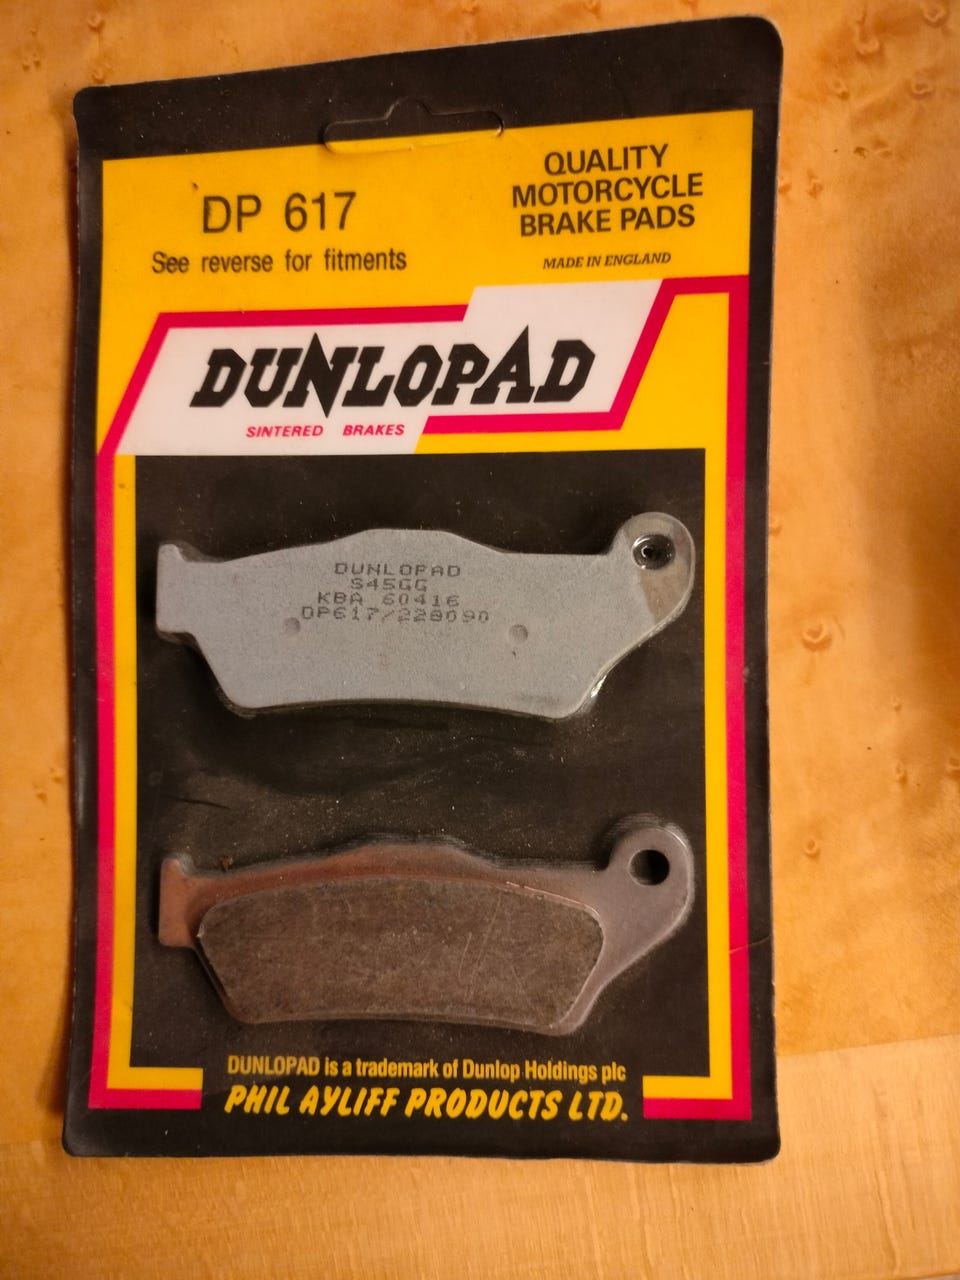 DP 617
See reverse for fitments
QUALITY
MOTORCYCLE
BRAKE PADS
MADE IN ENGLAND
DUNLOPAD
SINTERED BRAKES
DUNLOPAD
S45GG
KBA 60416
DP617/228090
DUNLOPAD is a trademark of Dunlop Holdings plc
PHIL AYLIFF PRODUCTS LTD.